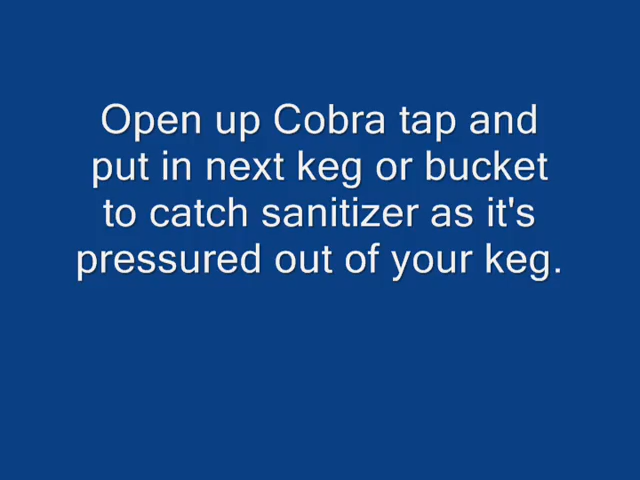 Open up Cobra tap and
put in next keg or bucket
to catch sanitizer as it's
pressured out of your keg.